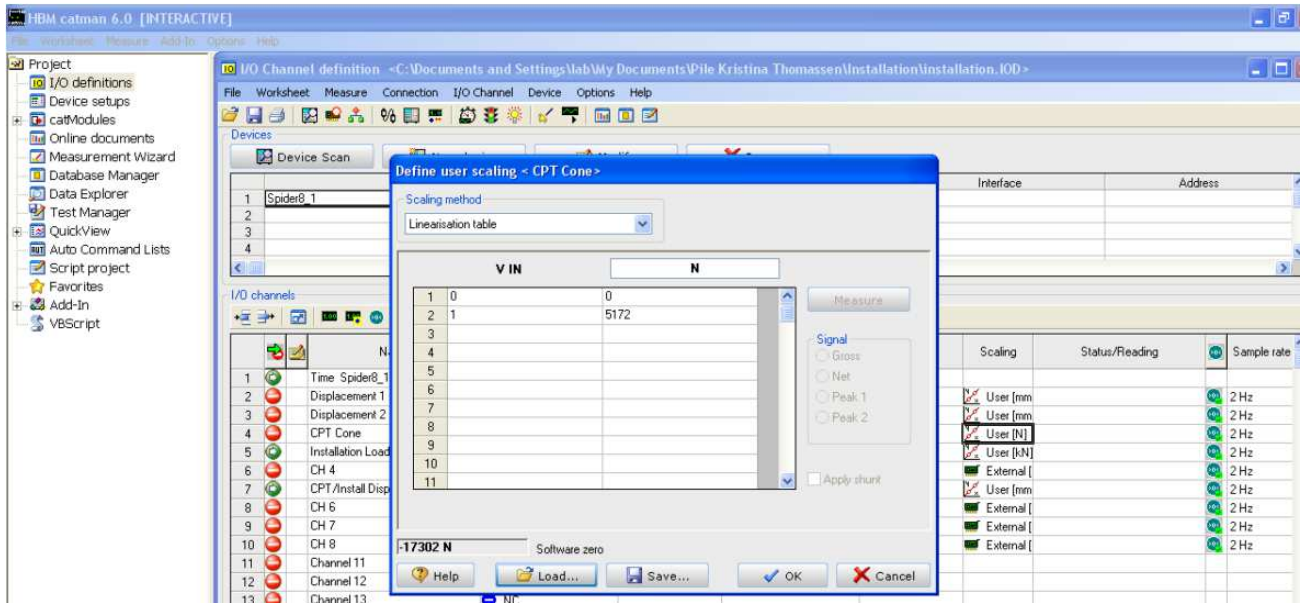 HBM catman 6.0 [INTERACTIVE]
File Worksheet Measure Add-In Options Help
Project
I/O definitions
Device setups
catModules
Online documents
Measurement Wizard
Database Manager
Data Explorer
Test Manager
QuickView
Auto Command Lists
Script project
Favorites
Add-In
VBScript
I/O Channel definition <C:\Documents and Settings\lab\My Documents\Pile Kristina Thomassen\Installation\installation.IOD>
File Worksheet Measure Connection I/O Channel Device Options Help
Devices
Device Scan
Interface Address
1 Spider8_1
2
3
4
I/O channels
Scaling Status/Reading Sample rate
1 Time Spider8_1
2 Displacement 1 User [mm 2 Hz
3 Displacement 2 User [mm 2 Hz
4 CPT Cone User [N] 2 Hz
5 Installation Load User [kN] 2 Hz
6 CH 4 External [ 2 Hz
7 CPT/Install Disp User [mm 2 Hz
8 CH 6 External [ 2 Hz
9 CH 7 External [ 2 Hz
10 CH 8 External [ 2 Hz
11 Channel 11
12 Channel 12
13 Channel 13 NC
Define user scaling < CPT Cone>
Scaling method
Linearisation table
V IN N
1 0 0
2 1 5172
3
4
5
6
7
8
9
10
11
Measure
Signal
Gross
Net
Peak 1
Peak 2
Apply shunt
-17302 N Software zero
Help Load... Save... OK Cancel